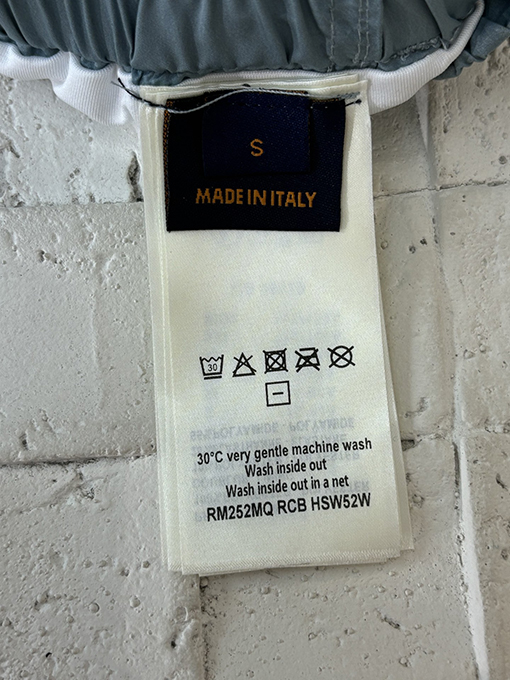 S
MADE IN ITALY
30
30°C very gentle machine wash
Wash inside out
Wash inside out in a net
RM252MQ RCB HSW52W